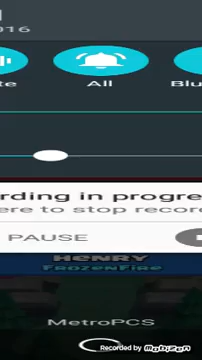 016
te
All
Blu
rding in progre
ere to stop recor
PAUSE
HENRY
FROZENFIRE
MetroPCS
Recorded by Mobizen